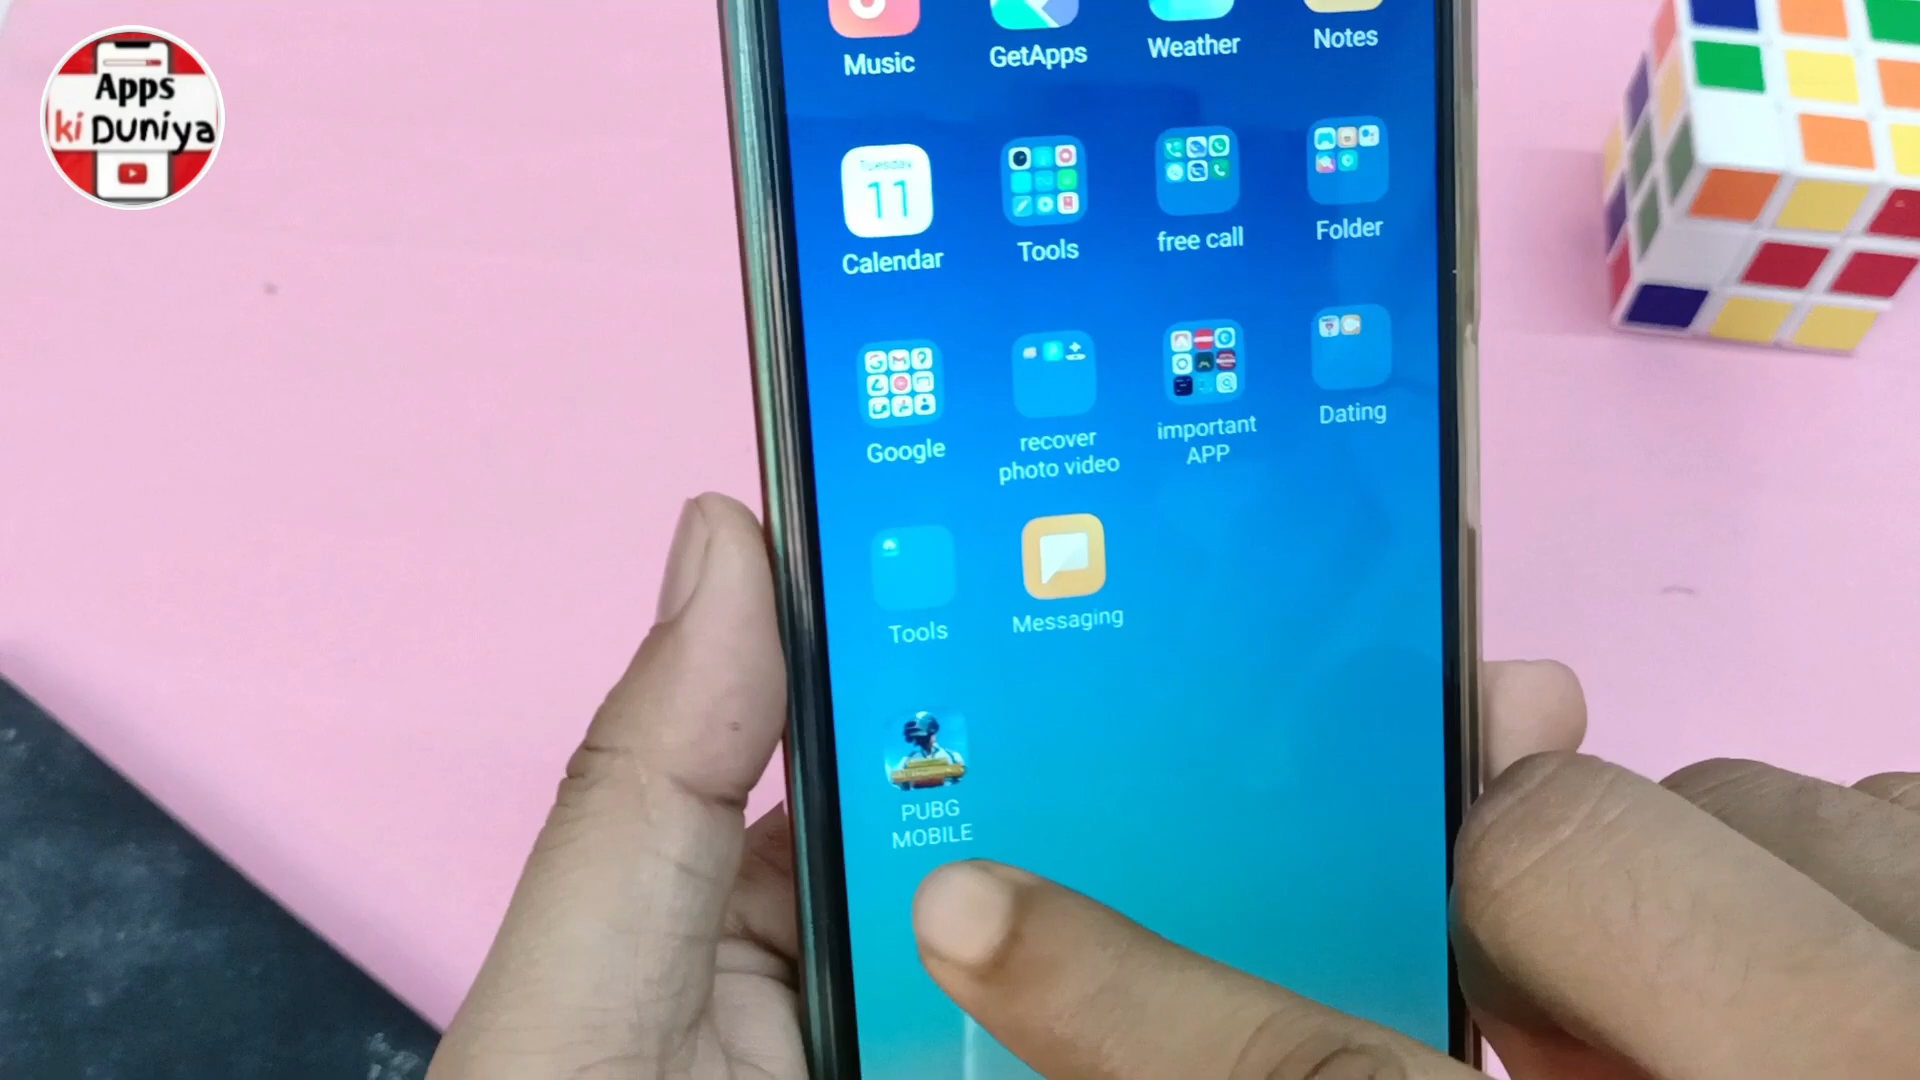 Apps
ki Duniya
Music
GetApps
Weather
Notes
Tuesday
11
Calendar
Tools
free call
Folder
Google
recover
photo video
important
APP
Dating
Tools
Messaging
PUBG
MOBILE